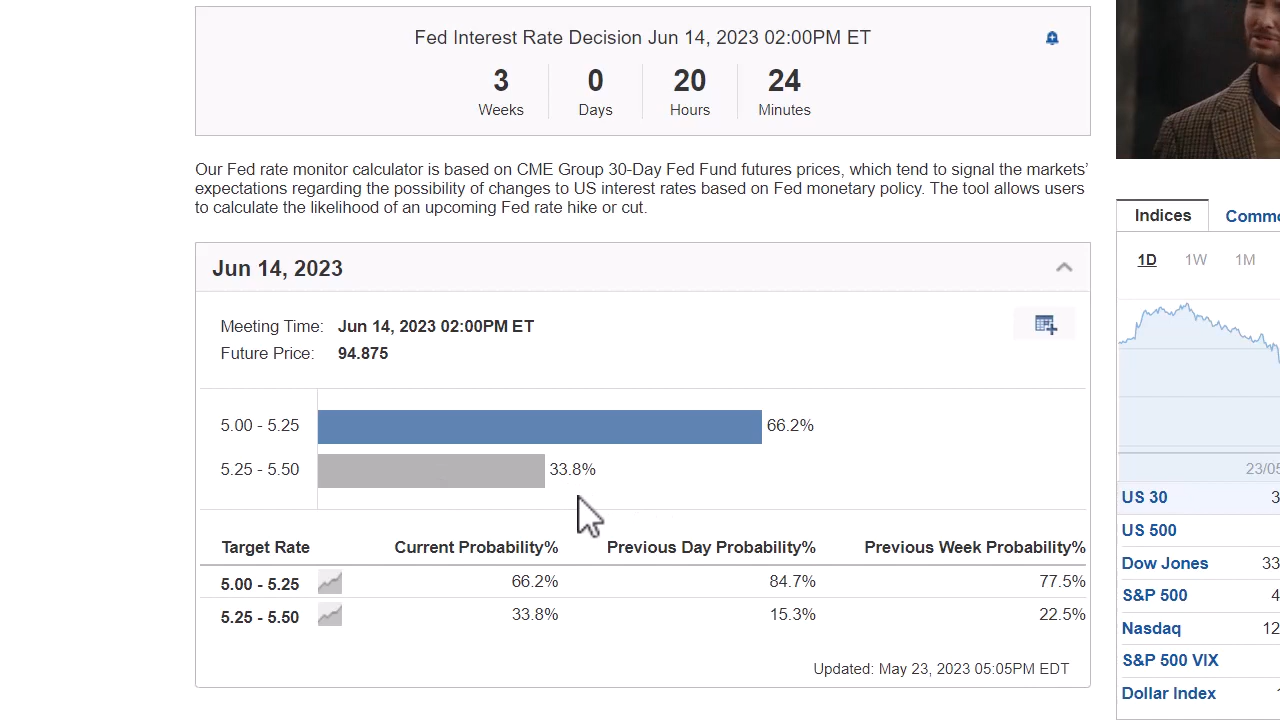 Fed Interest Rate Decision Jun 14, 2023 02:00PM ET
3 0 20 24
Weeks Days Hours Minutes
Our Fed rate monitor calculator is based on CME Group 30-Day Fed Fund futures prices, which tend to signal the markets’
expectations regarding the possibility of changes to US interest rates based on Fed monetary policy. The tool allows users
to calculate the likelihood of an upcoming Fed rate hike or cut.
Jun 14, 2023
Meeting Time: Jun 14, 2023 02:00PM ET
Future Price: 94.875
5.00 - 5.25 66.2%
5.25 - 5.50 33.8%
Target Rate Current Probability% Previous Day Probability% Previous Week Probability%
5.00 - 5.25 66.2% 84.7% 77.5%
5.25 - 5.50 33.8% 15.3% 22.5%
Updated: May 23, 2023 05:05PM EDT
Indices
1D 1W 1M
23/05
US 30 3
US 500
Dow Jones 33
S&P 500 4
Nasdaq 12
S&P 500 VIX
Dollar Index